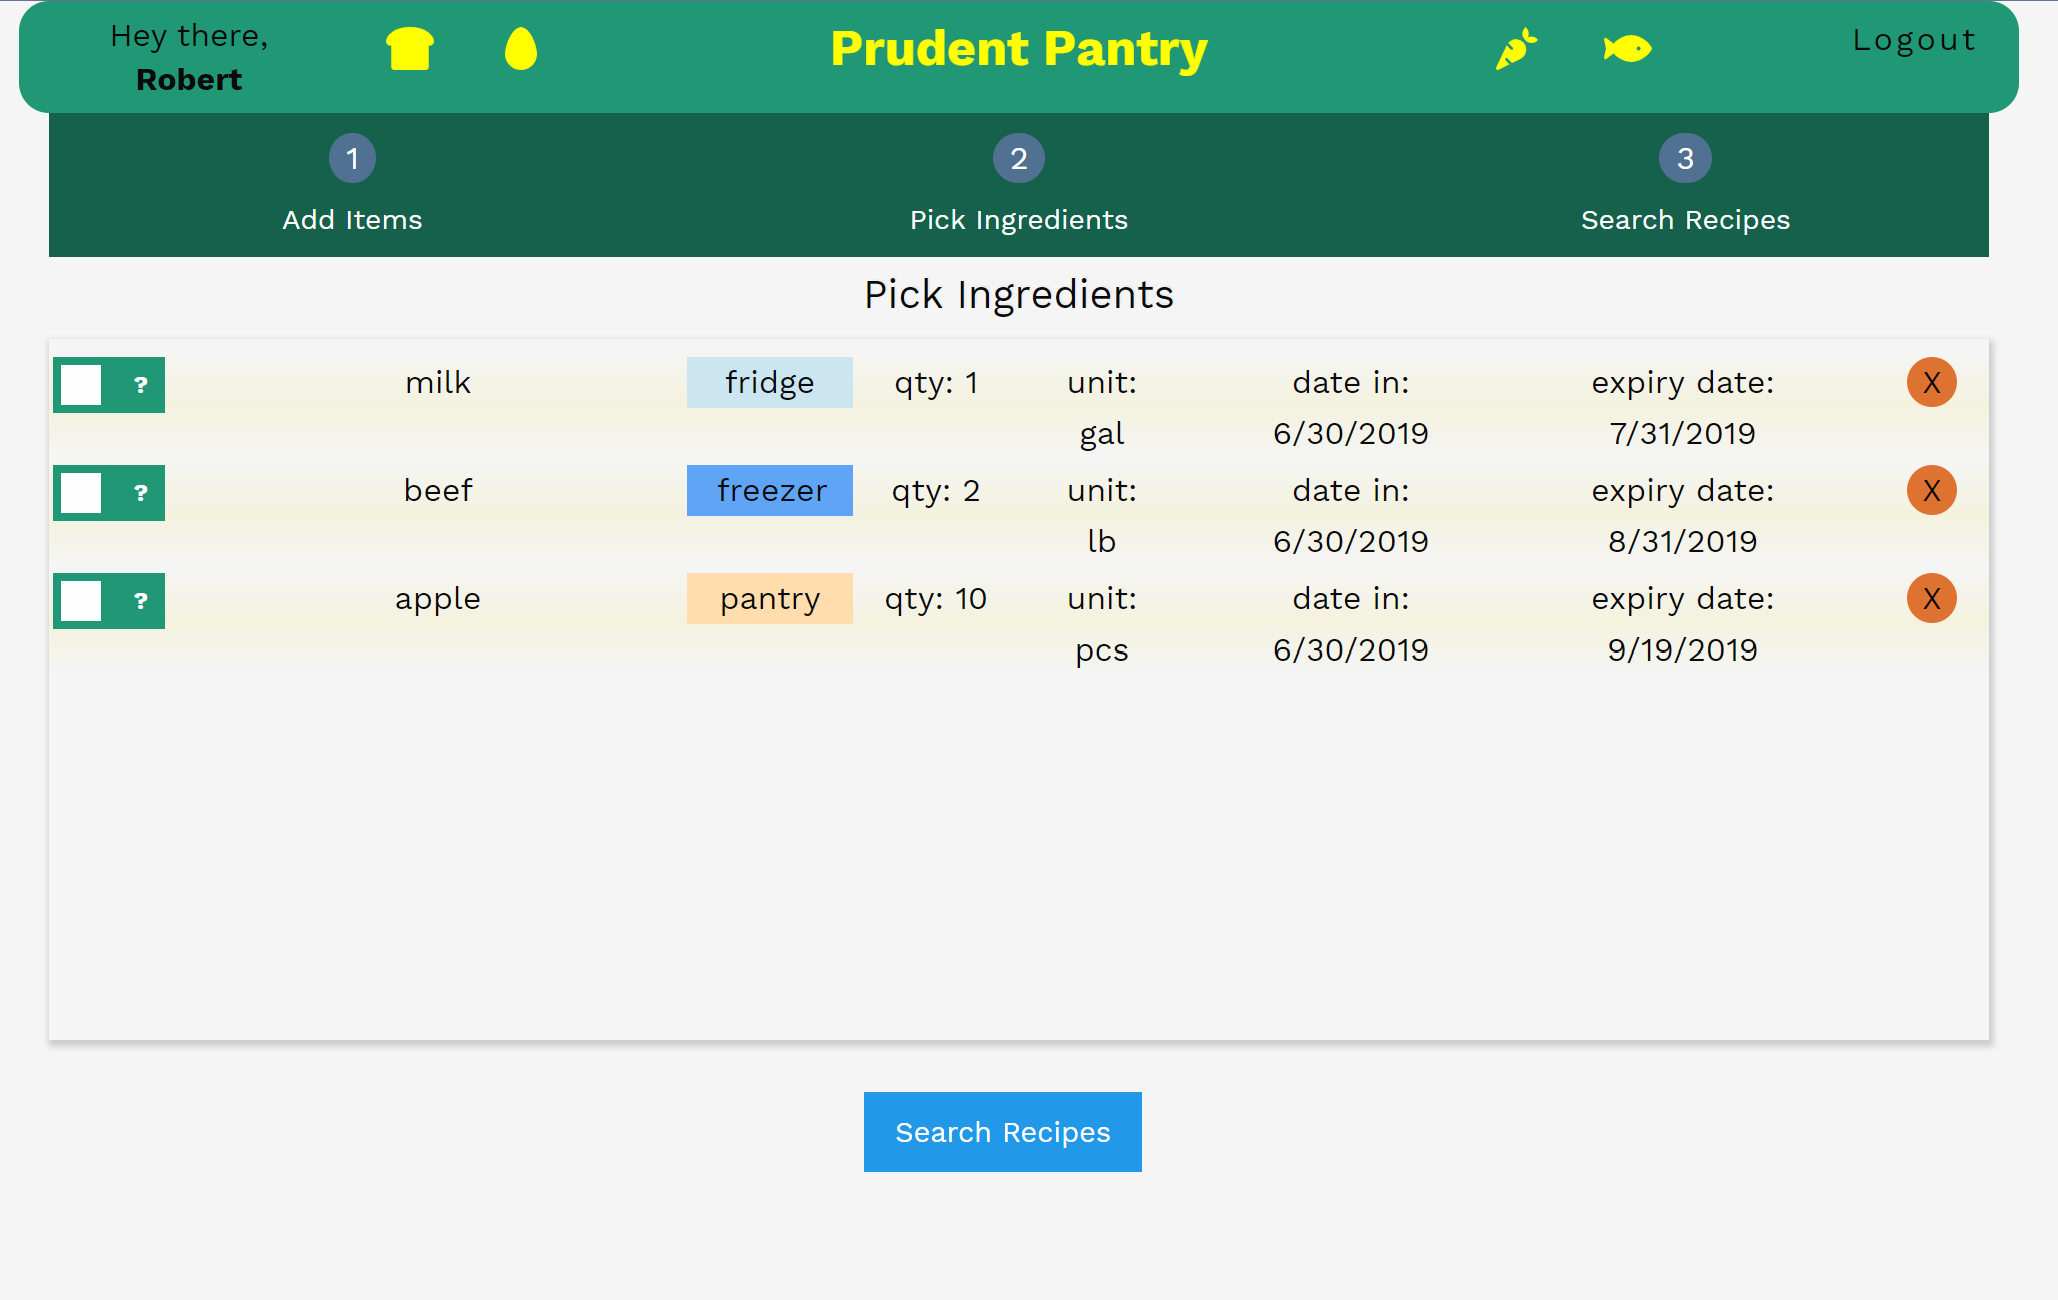 Hey there,
Robert
Prudent Pantry
Logout
1
Add Items
2
Pick Ingredients
3
Search Recipes
Pick Ingredients
? milk fridge qty: 1 unit: date in: expiry date: X
gal 6/30/2019 7/31/2019
? beef freezer qty: 2 unit: date in: expiry date: X
lb 6/30/2019 8/31/2019
? apple pantry qty: 10 unit: date in: expiry date: X
pcs 6/30/2019 9/19/2019
Search Recipes